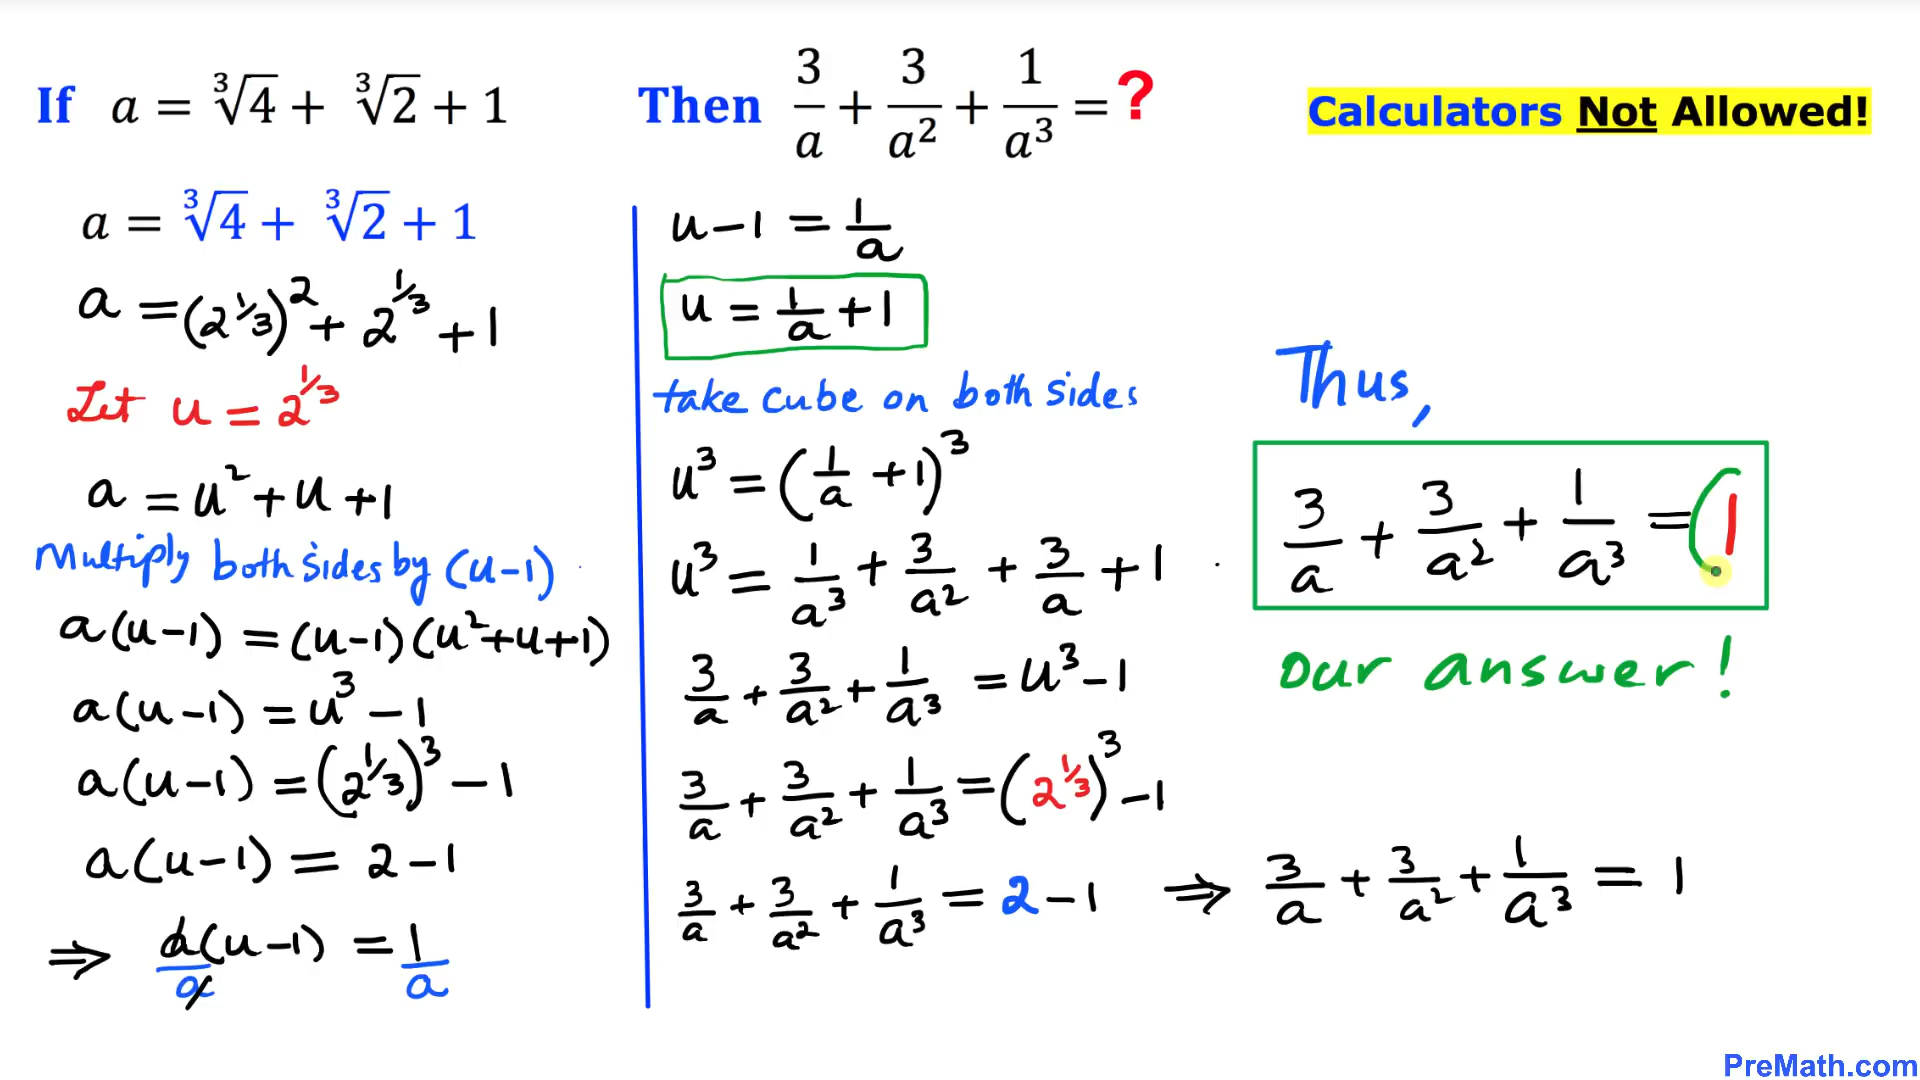 If a = ∛4 + ∛2 + 1 Then 3/a + 3/a² + 1/a³ = ?
Calculators Not Allowed!
a = ∛4 + ∛2 + 1
a = (2^(1/3))² + 2^(1/3) + 1
Let u = 2^(1/3)
a = u² + u + 1
Multiply both sides by (u-1)
a(u-1) = (u-1)(u²+u+1)
a(u-1) = u³ - 1
a(u-1) = (2^(1/3))³ - 1
a(u-1) = 2-1
⇒ a(u-1)/a = 1/a
u-1 = 1/a
u = 1/a + 1
take cube on both sides
u³ = (1/a + 1)³
u³ = 1/a³ + 3/a² + 3/a + 1
3/a + 3/a² + 1/a³ = u³-1
3/a + 3/a² + 1/a³ = (2^(1/3))³ - 1
3/a + 3/a² + 1/a³ = 2-1 ⇒ 3/a + 3/a² + 1/a³ = 1
Thus,
3/a + 3/a² + 1/a³ = 1
our answer!
PreMath.com